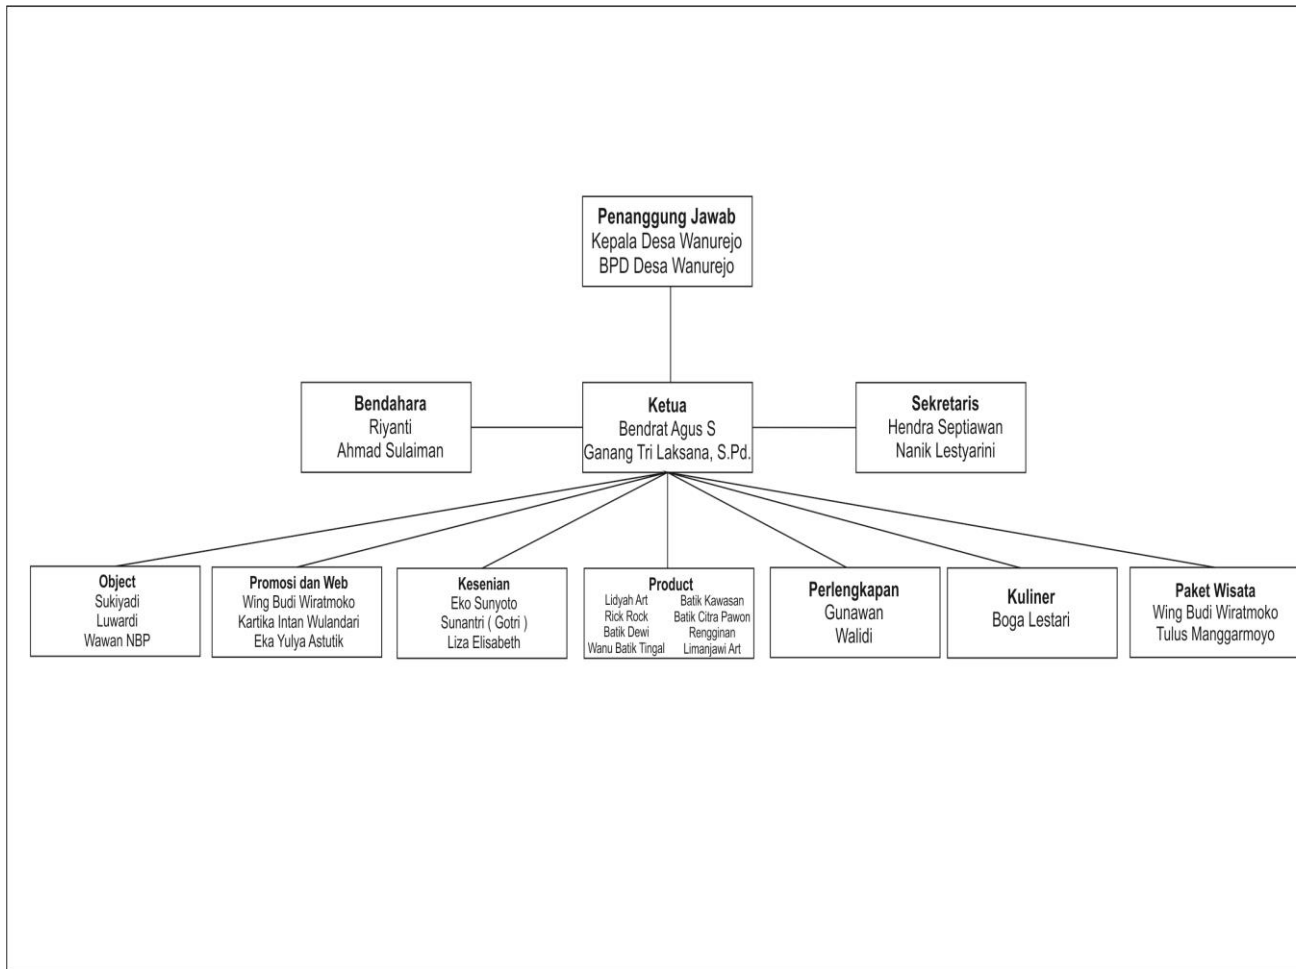 Penanggung Jawab
Kepala Desa Wanurejo
BPD Desa Wanurejo
Bendahara
Riyanti
Ahmad Sulaiman
Ketua
Bendrat Agus S
Ganang Tri Laksana, S.Pd.
Sekretaris
Hendra Septiawan
Nanik Lestyarini
Object
Sukiyadi
Luwardi
Wawan NBP
Promosi dan Web
Wing Budi Wiratmoko
Kartika Intan Wulandari
Eka Yulya Astutik
Kesenian
Eko Sunyoto
Sunantri ( Gotri )
Liza Elisabeth
Product
Lidyah Art
Rick Rock
Batik Dewi
Wanu Batik Tingal
Batik Kawasan
Batik Citra Pawon
Rengginan
Limanjawi Art
Perlengkapan
Gunawan
Walidi
Kuliner
Boga Lestari
Paket Wisata
Wing Budi Wiratmoko
Tulus Manggarmoyo